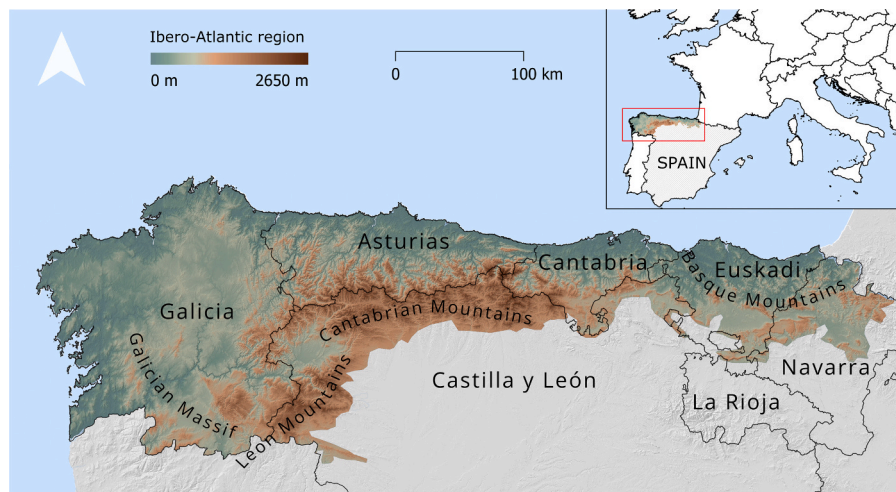 Ibero-Atlantic region
0 m
2650 m
0
100 km
SPAIN
Asturias
Cantabria
Euskadi
Basque Mountains
Galicia
Cantabrian Mountains
Galician Massif
León Mountains
Castilla y León
Navarra
La Rioja